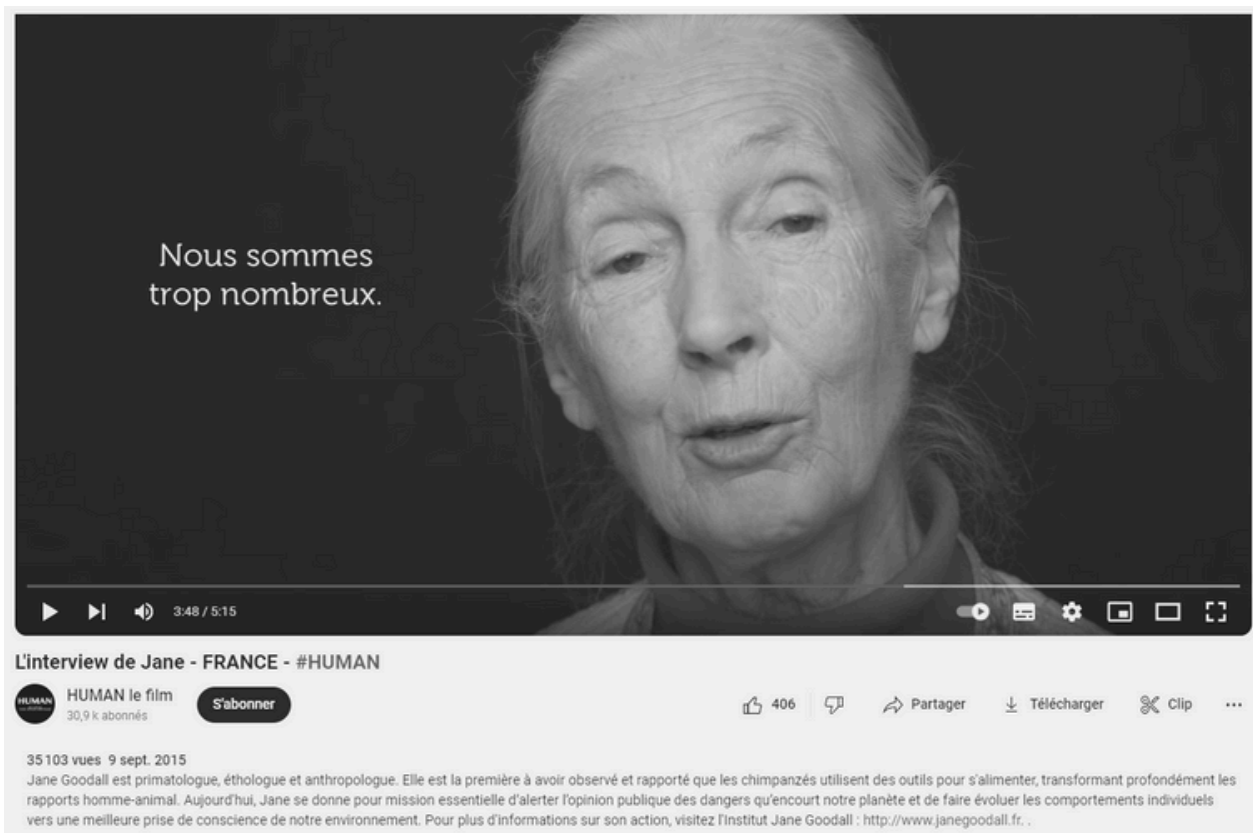 Nous sommes
trop nombreux.
3:48 / 5:15
L'interview de Jane - FRANCE - #HUMAN
HUMAN
HUMAN le film
30,9 k abonnés
S'abonner
406
Partager
Télécharger
Clip
35 103 vues 9 sept. 2015
Jane Goodall est primatologue, éthologue et anthropologue. Elle est la première à avoir observé et rapporté que les chimpanzés utilisent des outils pour s'alimenter, transformant profondément les
rapports homme-animal. Aujourd'hui, Jane se donne pour mission essentielle d'alerter l'opinion publique des dangers qu'encourt notre planète et de faire évoluer les comportements individuels
vers une meilleure prise de conscience de notre environnement. Pour plus d'informations sur son action, visitez l'Institut Jane Goodall : http://www.janegoodall.fr. .